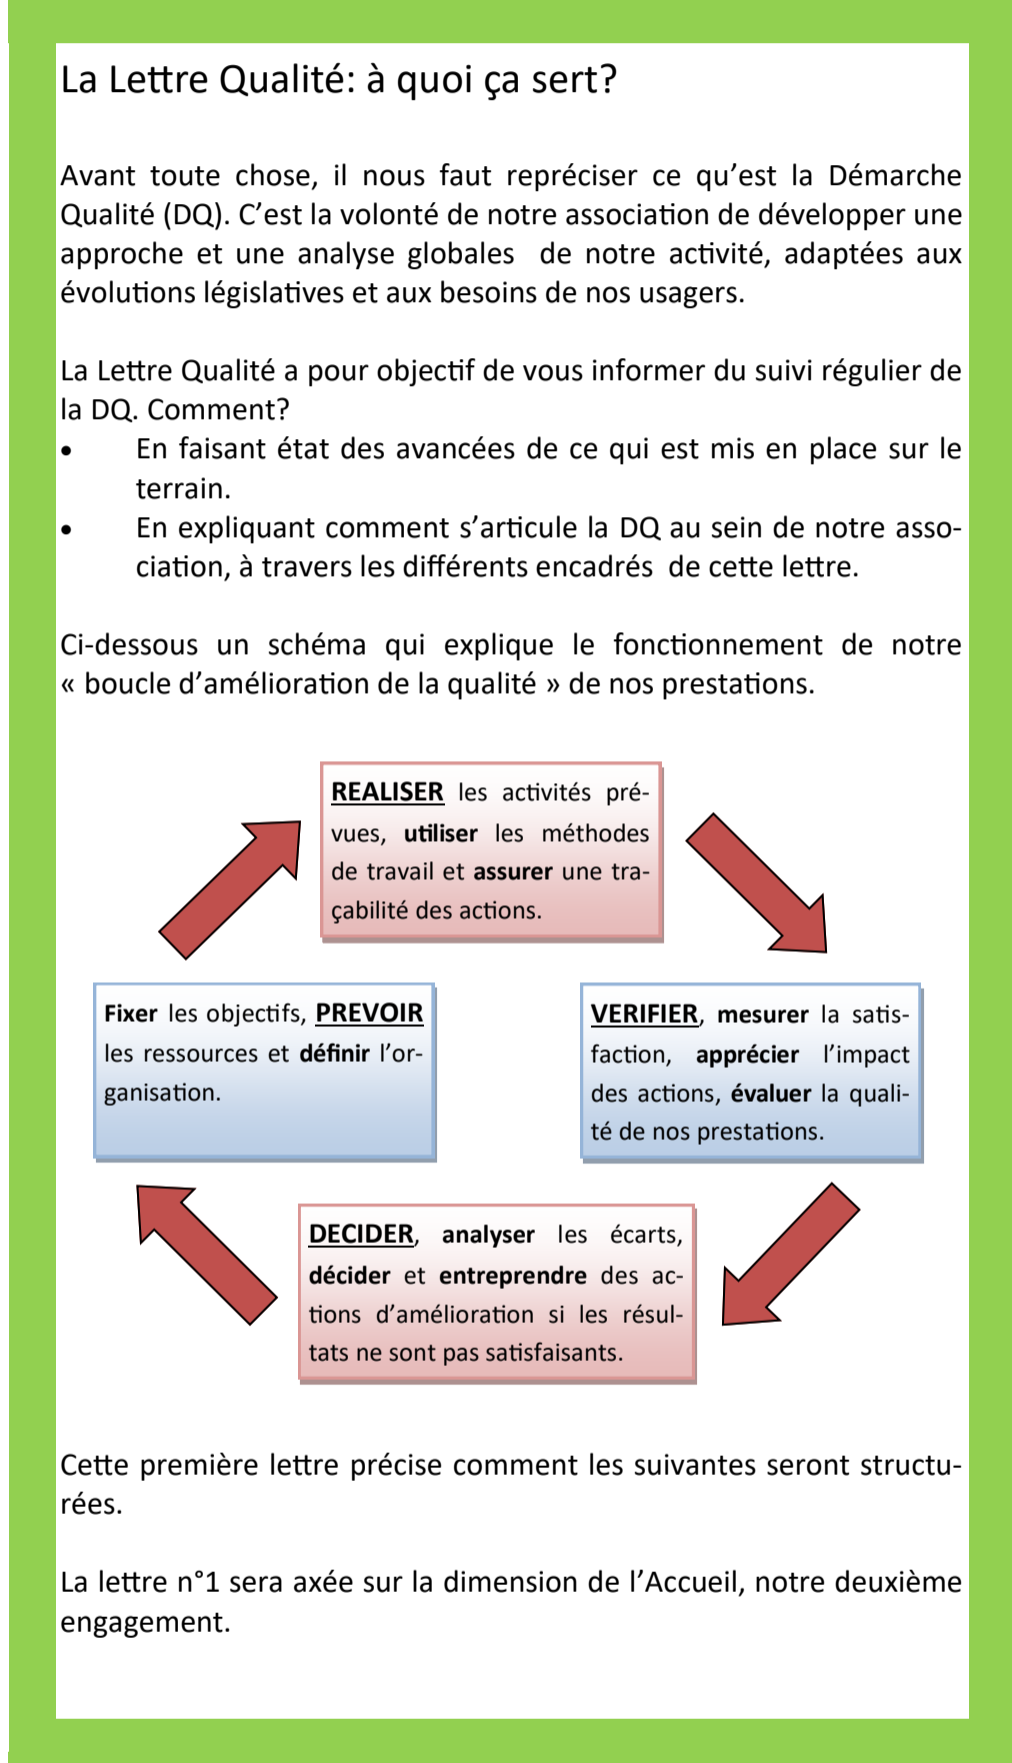 La Lettre Qualité: à quoi ça sert?
Avant toute chose, il nous faut repréciser ce qu’est la Démarche
Qualité (DQ). C’est la volonté de notre association de développer une
approche et une analyse globales  de notre activité, adaptées aux
évolutions législatives et aux besoins de nos usagers.
La Lettre Qualité a pour objectif de vous informer du suivi régulier de
la DQ. Comment?
• En faisant état des avancées de ce qui est mis en place sur le
terrain.
• En expliquant comment s’articule la DQ au sein de notre asso-
ciation, à travers les différents encadrés  de cette lettre.
Ci-dessous un schéma qui explique le fonctionnement de notre
« boucle d’amélioration de la qualité » de nos prestations.
REALISER les activités pré-
vues, utiliser les méthodes
de travail et assurer une tra-
çabilité des actions.
Fixer les objectifs, PREVOIR
les ressources et définir l’or-
ganisation.
VERIFIER, mesurer la satis-
faction, apprécier l’impact
des actions, évaluer la quali-
té de nos prestations.
DECIDER, analyser les écarts,
décider et entreprendre des ac-
tions d’amélioration si les résul-
tats ne sont pas satisfaisants.
Cette première lettre précise comment les suivantes seront structu-
rées.
La lettre n°1 sera axée sur la dimension de l’Accueil, notre deuxième
engagement.